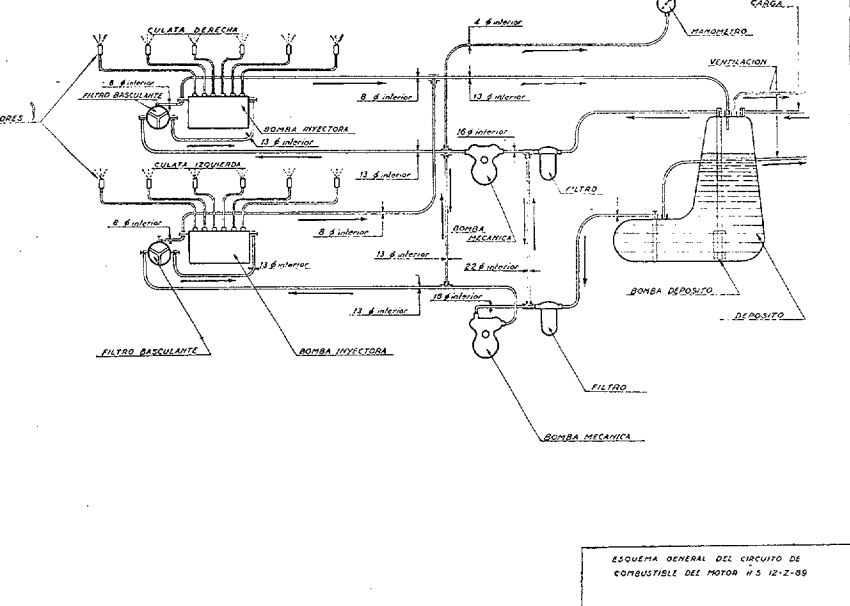 CARGA
4 ϕ interior
CULATA DERECHA
MANOMETRO
VENTILACION
8 ϕ interior
FILTRO BASCULANTE
8 ϕ interior
13 ϕ interior
ORES
BOMBA INYECTORA
16 ϕ interior
13 ϕ interior
CULATA IZQUIERDA
13 ϕ interior
FILTRO
6 ϕ interior
BOMBA
MECANICA
8 ϕ interior
13 ϕ interior
13 ϕ interior
22 ϕ interior
BOMBA DEPOSITO
16 ϕ interior
13 ϕ interior
DEPOSITO
FILTRO BASCULANTE
BOMBA INYECTORA
FILTRO
BOMBA MECANICA
ESQUEMA GENERAL DEL CIRCUITO DE
COMBUSTIBLE DEL MOTOR H S 12-Z-89